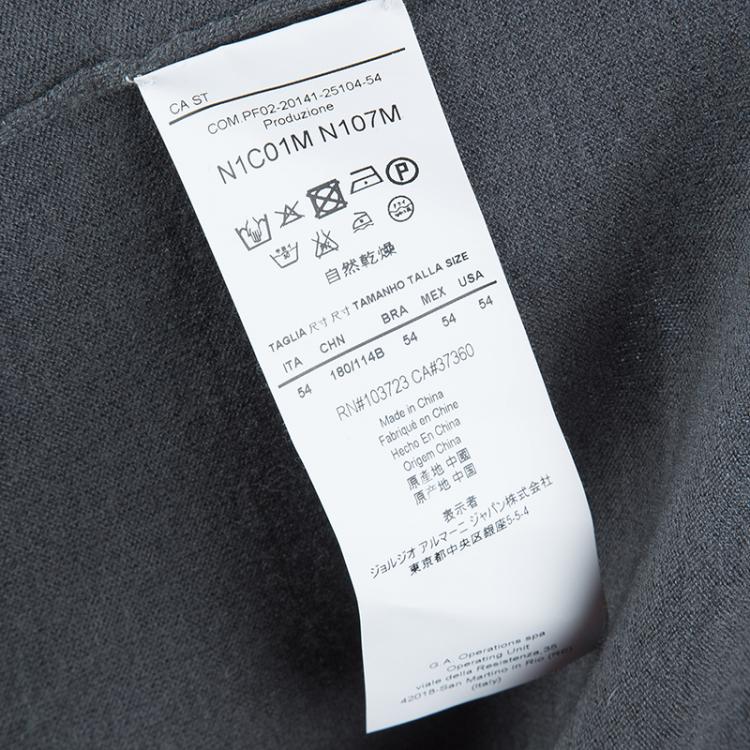 CA ST
COM.PF02-20141-25104-54
Produzione
N1C01M N107M
P
ドライ
自然乾燥
TAGLIA 尺寸 尺寸 TAMANHO TALLA SIZE
ITA CHN BRA MEX USA
54 180/114B 54 54 54
RN#103723 CA#37360
Made in China
Fabriqué en Chine
Hecho En China
Origem China
原產地 中國
原产地 中国
表示者
ジョルジオ アルマーニ ジャパン株式会社
東京都中央区銀座5-5-4
G.A. Operations spa
Operating Unit
viale della Resistenza,35
42018-San Martino in Rio (RE)
(Italy)